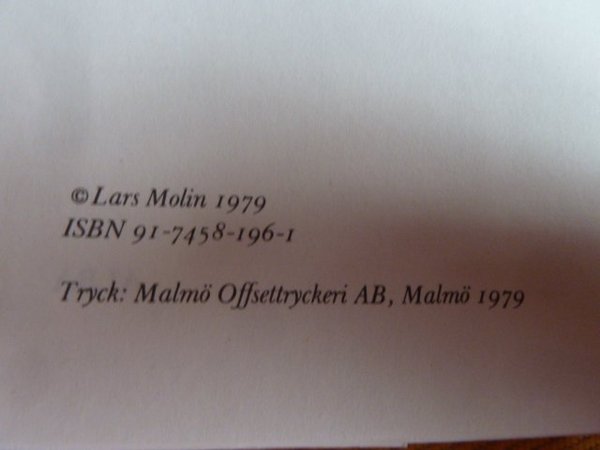 © Lars Molin 1979
ISBN 91-7458-196-1
Tryck: Malmö Offsettryckeri AB, Malmö 1979